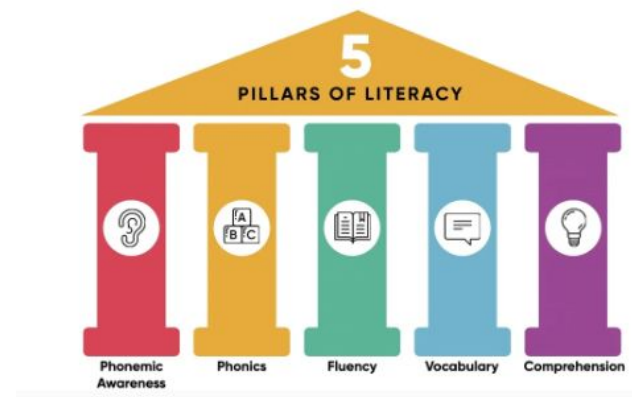 5
PILLARS OF LITERACY
A
B C
Phonemic
Awareness
Phonics
Fluency
Vocabulary
Comprehension